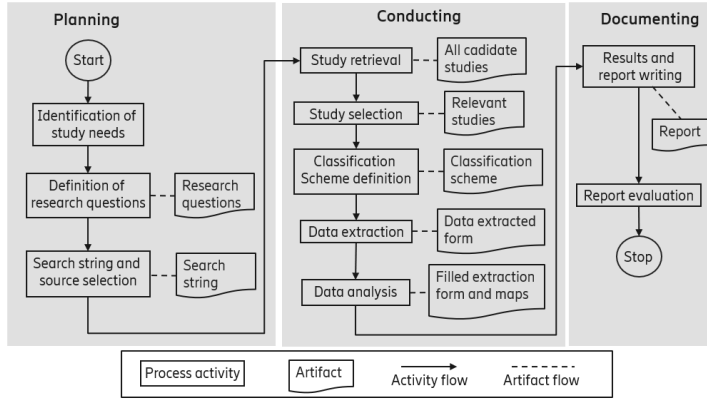 Planning
Start
Identification of
study needs
Definition of
research questions
Research
questions
Search string and
source selection
Search
string
Conducting
Study retrieval
All cadidate
studies
Study selection
Relevant
studies
Classification
Scheme definition
Classification
scheme
Data extraction
Data extracted
form
Data analysis
Filled extraction
form and maps
Documenting
Results and
report writing
Report
Report evaluation
Stop
Process activity
Artifact
Activity flow
Artifact flow